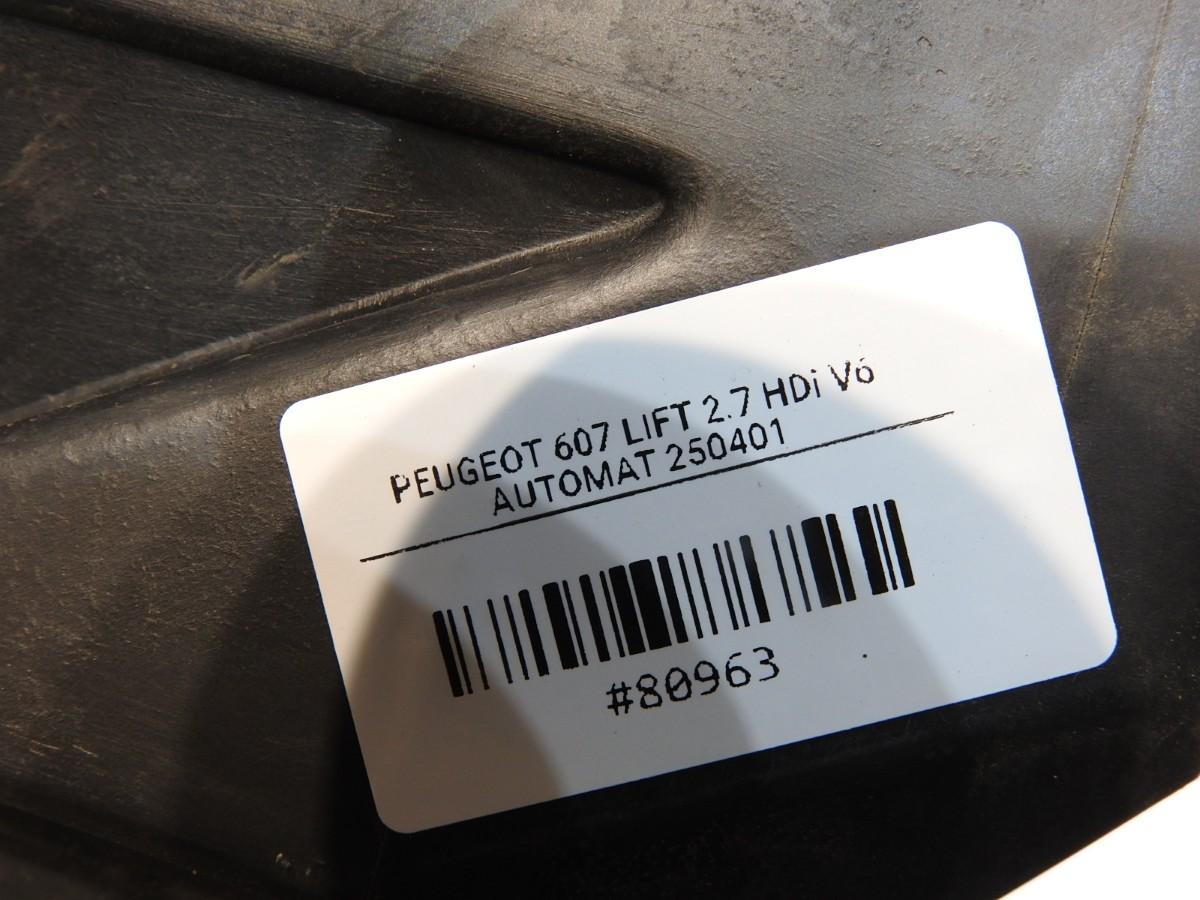 PEUGEOT 607 LIFT 2.7 HDi V6
AUTOMAT 250401
#80963